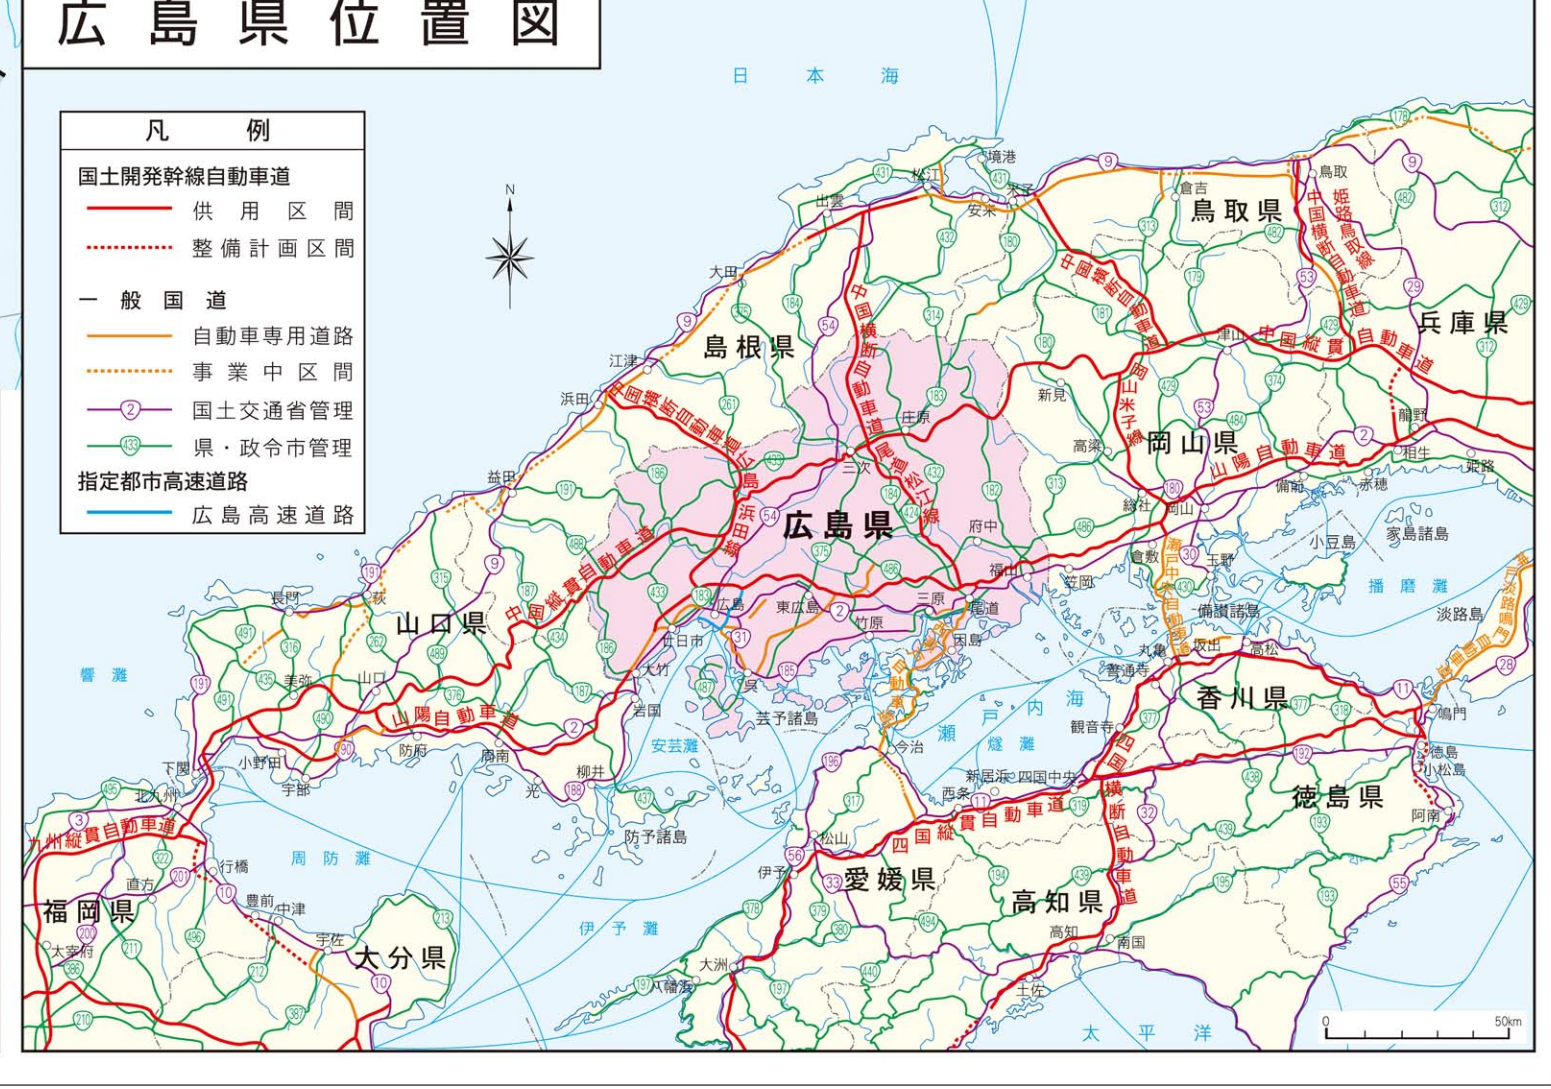 広島県位置図
凡例
国土開発幹線自動車道
供用区間
整備計画区間
一般国道
自動車専用道路
事業中区間
2 国土交通省管理
433 県・政令市管理
指定都市高速道路
広島高速道路
N
日本海
境港
松江
米子
安来
出雲
大田
江津
浜田
益田
島根県
鳥取県
倉吉
鳥取
兵庫県
龍野
相生
姫路
赤穂
備前
津山
新見
高梁
岡山県
総社
岡山
倉敷
玉野
笠岡
中国横断自動車道
姫路鳥取線
中国横断自動車道
岡山米子線
中国横断自動車道
尾道松江線
中国横断自動車道広島浜田線
中国縦貫自動車道
中国縦貫自動車道
山陽自動車道
山陽自動車道
広島県
庄原
三次
府中
福山
尾道
三原
因島
竹原
東広島
広島
呉
廿日市
大竹
芸予諸島
山口県
長門
萩
美弥
山口
防府
周南
岩国
柳井
光
宇部
小野田
下関
防予諸島
響灘
周防灘
安芸灘
伊予灘
瀬戸内海
燧灘
播磨灘
太平洋
小豆島
家島諸島
淡路島
備讃諸島
瀬戸中央自動車道
香川県
丸亀
坂出
高松
善通寺
観音寺
徳島県
鳴門
徳島
小松島
阿南
四国横断自動車道
四国縦貫自動車道
愛媛県
今治
新居浜
四国中央
西条
松山
伊予
大洲
八幡浜
高知県
高知
南国
土佐
九州縦貫自動車道
北九州
行橋
直方
豊前
中津
宇佐
太宰府
福岡県
大分県
0 50km